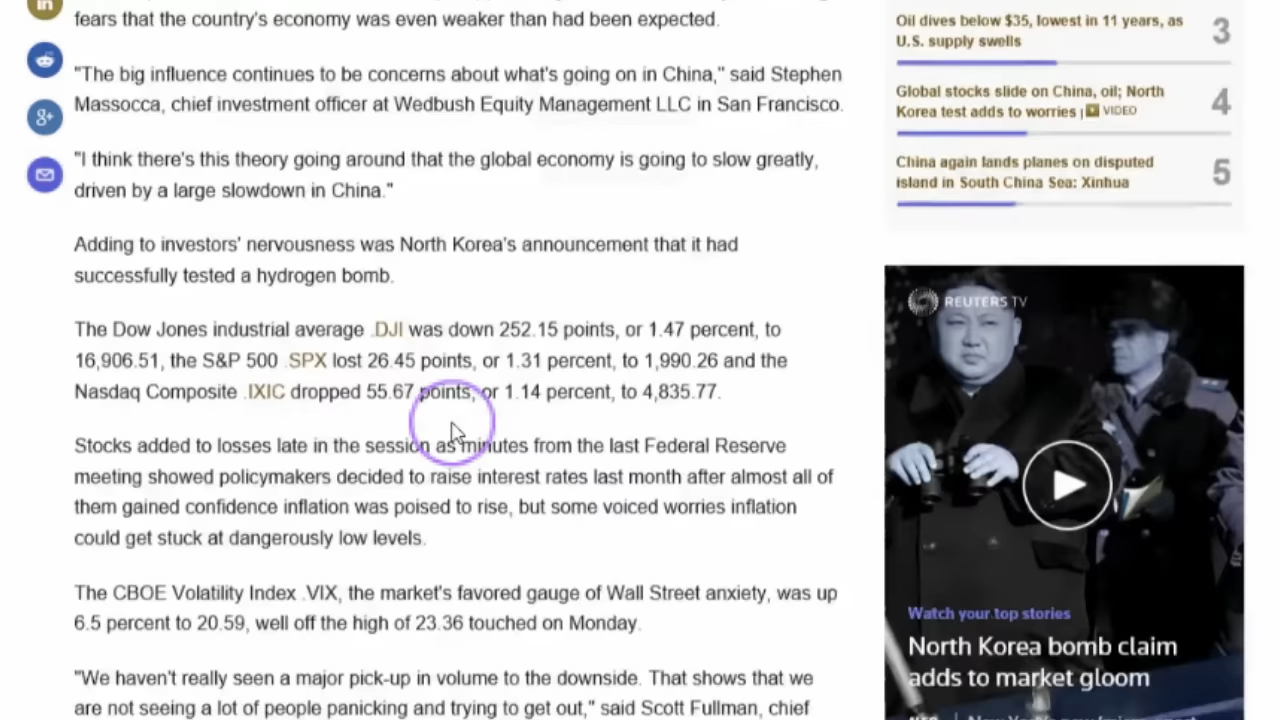 fears that the country's economy was even weaker than had been expected.
"The big influence continues to be concerns about what's going on in China," said Stephen
Massocca, chief investment officer at Wedbush Equity Management LLC in San Francisco.
"I think there's this theory going around that the global economy is going to slow greatly,
driven by a large slowdown in China."
Adding to investors' nervousness was North Korea's announcement that it had
successfully tested a hydrogen bomb.
The Dow Jones industrial average .DJI was down 252.15 points, or 1.47 percent, to
16,906.51, the S&P 500 .SPX lost 26.45 points, or 1.31 percent, to 1,990.26 and the
Nasdaq Composite .IXIC dropped 55.67 points, or 1.14 percent, to 4,835.77.
Stocks added to losses late in the session as minutes from the last Federal Reserve
meeting showed policymakers decided to raise interest rates last month after almost all of
them gained confidence inflation was poised to rise, but some voiced worries inflation
could get stuck at dangerously low levels.
The CBOE Volatility Index .VIX, the market's favored gauge of Wall Street anxiety, was up
6.5 percent to 20.59, well off the high of 23.36 touched on Monday.
"We haven't really seen a major pick-up in volume to the downside. That shows that we
are not seeing a lot of people panicking and trying to get out," said Scott Fullman, chief
in
8+
Oil dives below $35, lowest in 11 years, as
U.S. supply swells
3
Global stocks slide on China, oil; North
Korea test adds to worries | VIDEO
4
China again lands planes on disputed
island in South China Sea: Xinhua
5
REUTERS TV
Watch your top stories
North Korea bomb claim
adds to market gloom